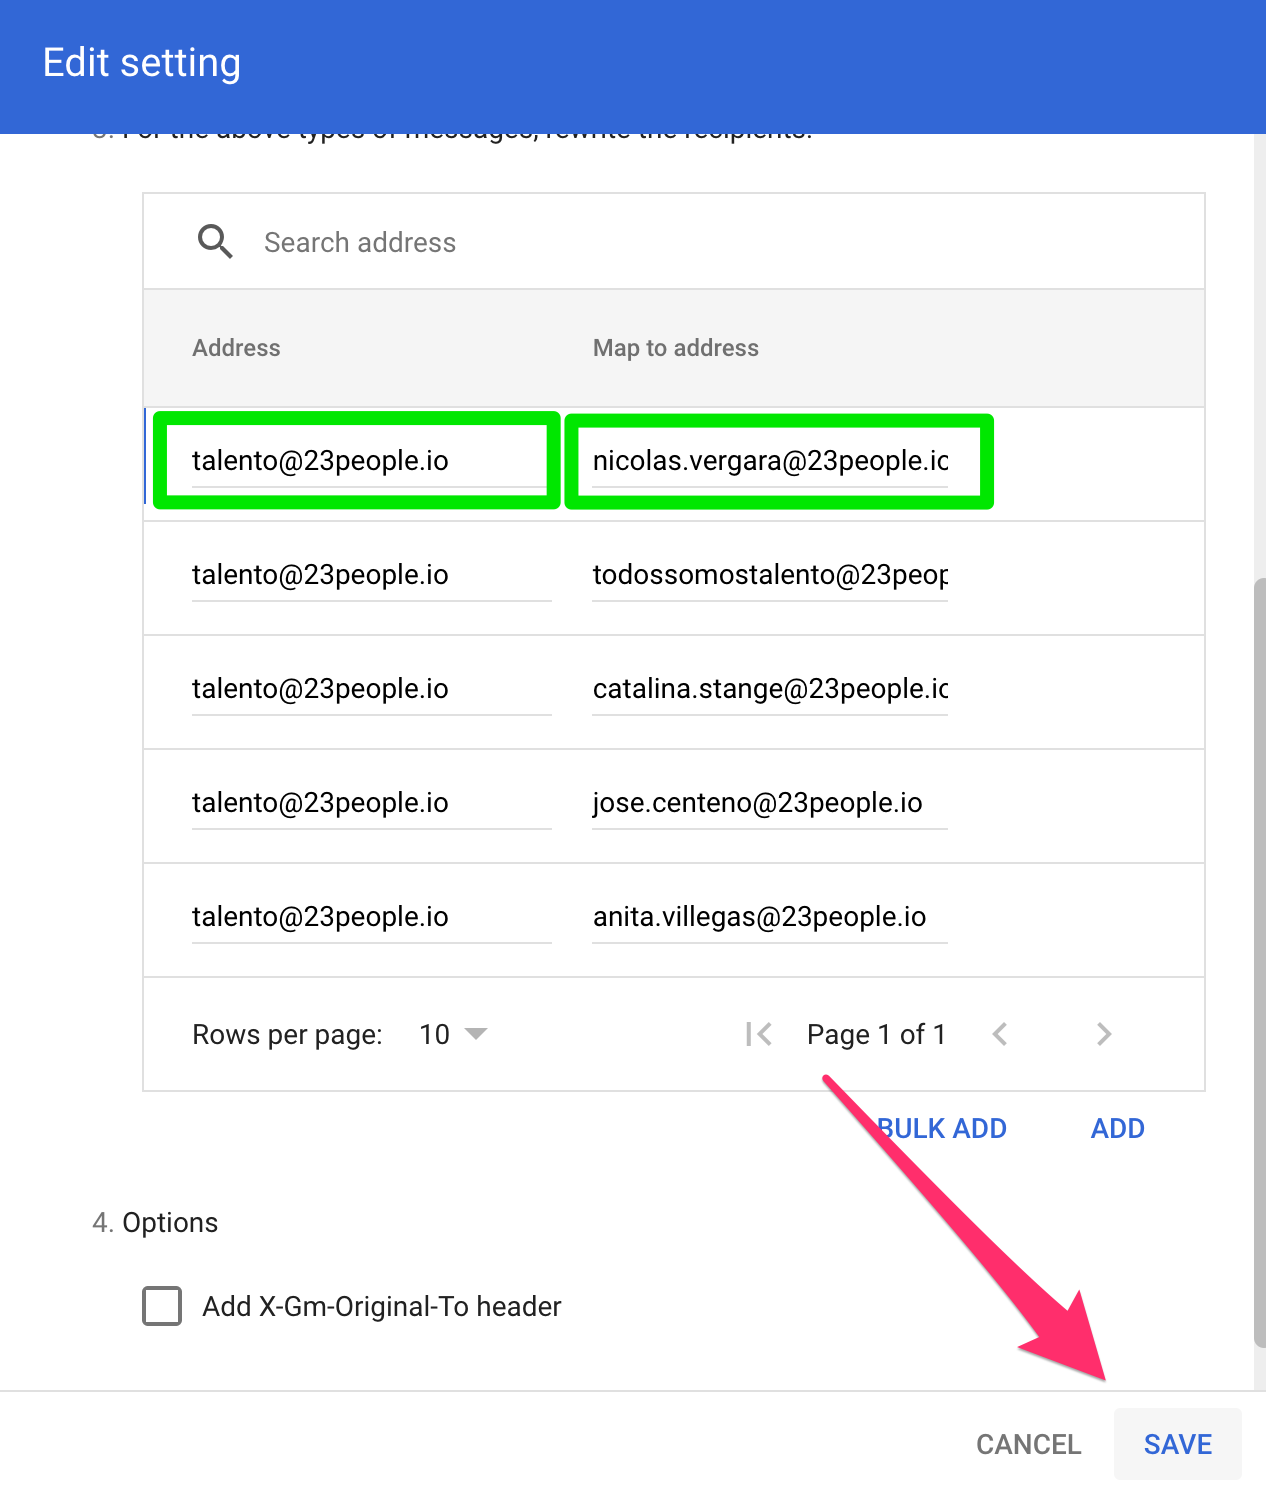 Edit setting
For the above types of messages, rewrite the recipients:
Search address
Address Map to address
talento@23people.io nicolas.vergara@23people.io
talento@23people.io todossomostalento@23peop
talento@23people.io catalina.stange@23people.io
talento@23people.io jose.centeno@23people.io
talento@23people.io anita.villegas@23people.io
Rows per page: 10 Page 1 of 1
BULK ADD ADD
4. Options
Add X-Gm-Original-To header
CANCEL SAVE